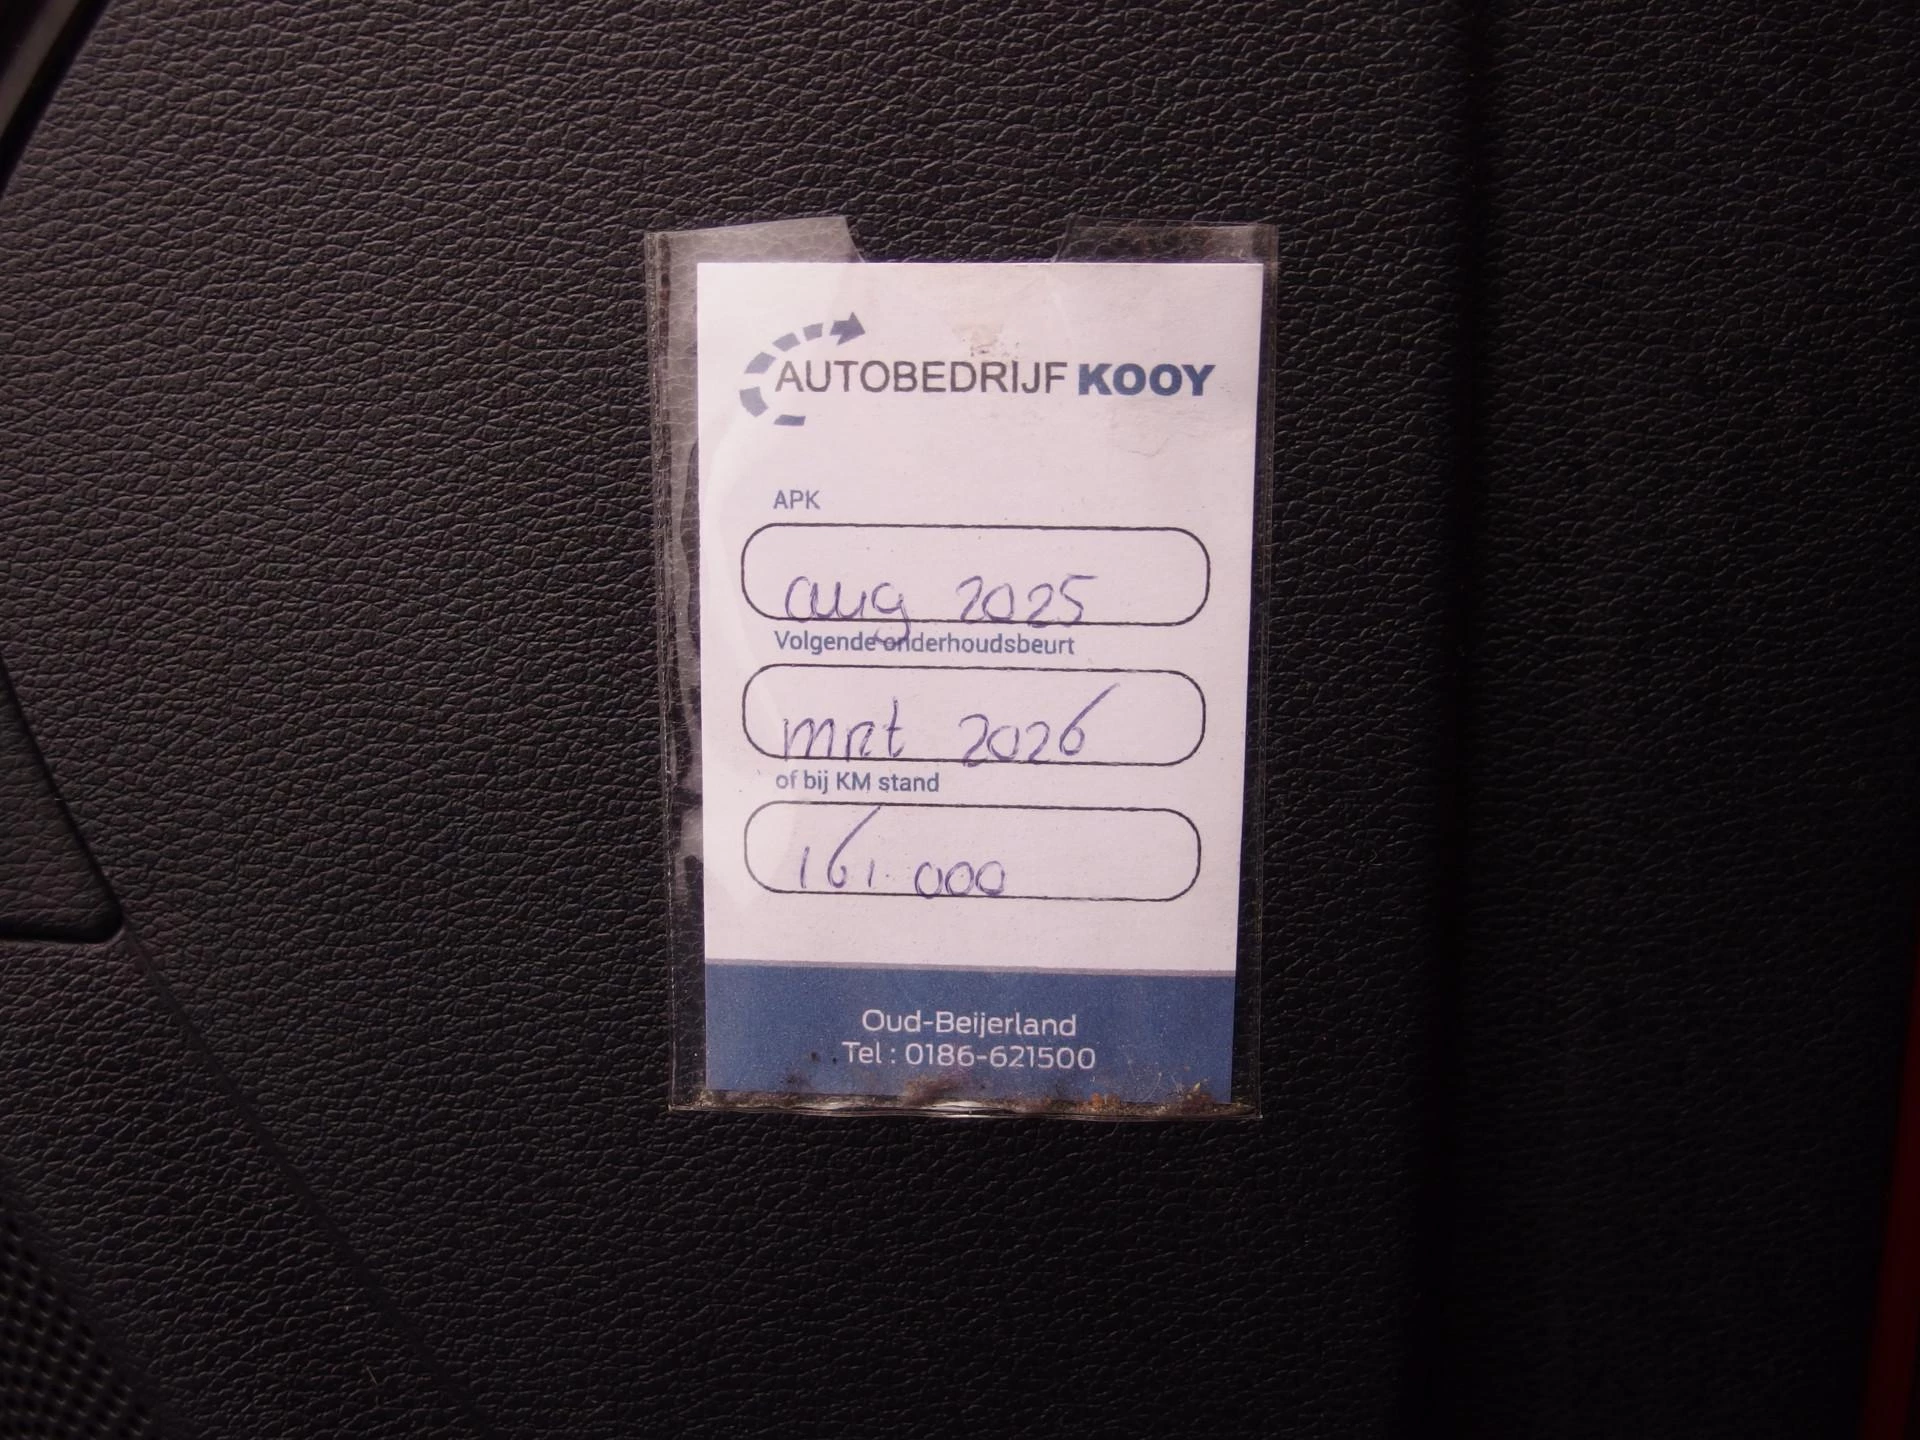 AUTOBEDRIJF KOOY
APK
aug 2025
Volgende onderhoudsbeurt
mrt 2026
of bij KM stand
161.000
Oud-Beijerland
Tel : 0186-621500